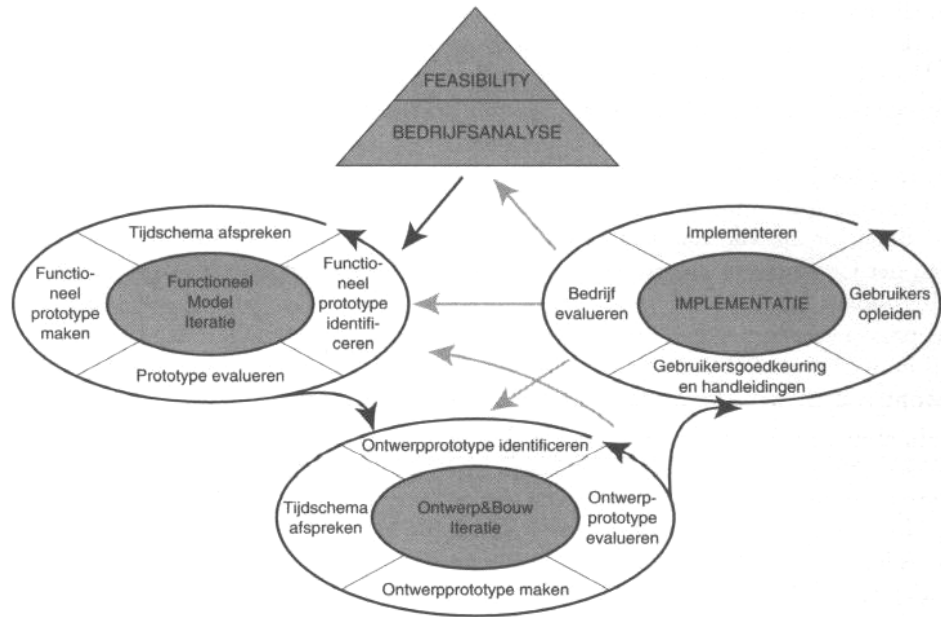 FEASIBILITY
BEDRIJFSANALYSE
Tijdschema afspreken
Functio-
neel
prototype
maken
Functioneel
Model
Iteratie
Functio-
neel
prototype
identifi-
ceren
Prototype evalueren
Implementeren
Bedrijf
evalueren
IMPLEMENTATIE
Gebruikers
opleiden
Gebruikersgoedkeuring
en handleidingen
Ontwerpprototype identificeren
Tijdschema
afspreken
Ontwerp&Bouw
Iteratie
Ontwerp-
prototype
evalueren
Ontwerpprototype maken